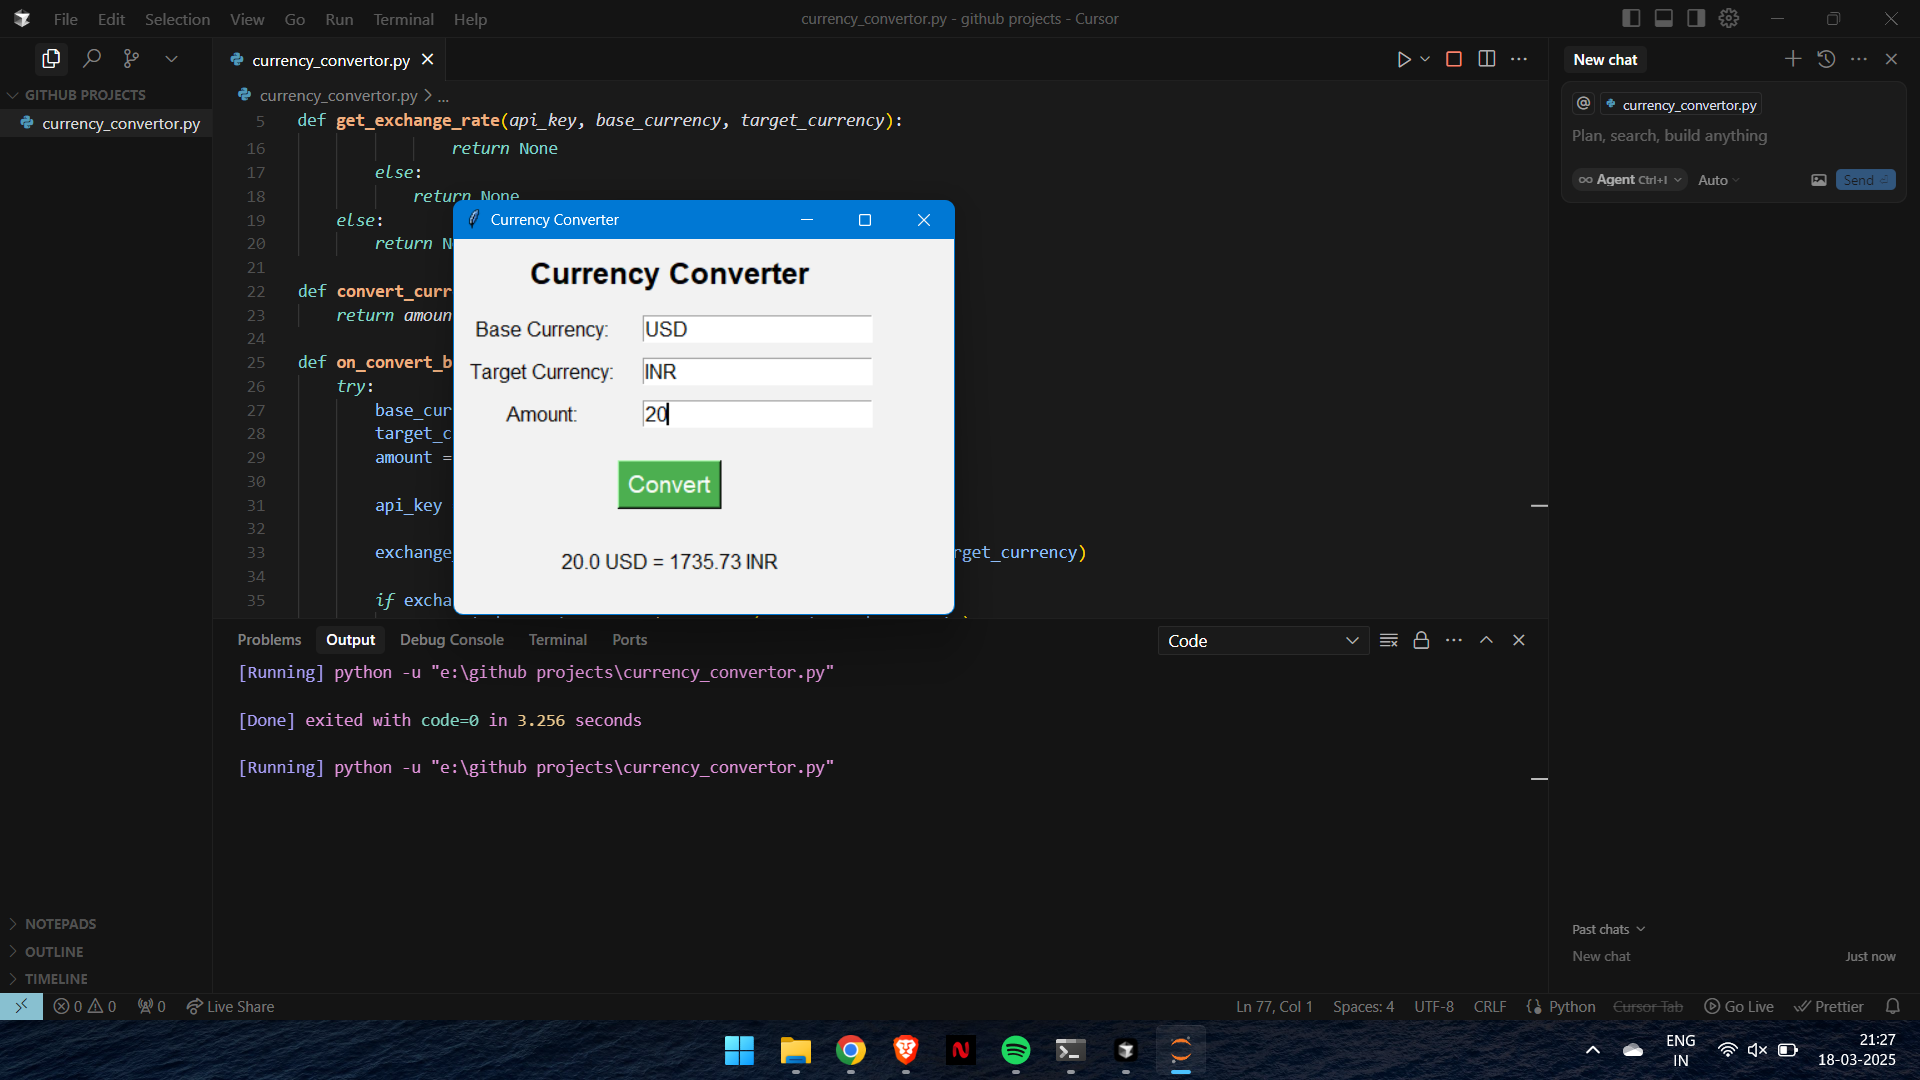 File Edit Selection View Go Run Terminal Help
currency_convertor.py - github projects - Cursor
GITHUB PROJECTS
currency_convertor.py
currency_convertor.py
currency_convertor.py > ...
5 def get_exchange_rate(api_key, base_currency, target_currency):
16 return None
17 else:
18 return None
19 else:
20 return N
21
22 def convert_curr
23 return amoun
24
25 def on_convert_b
26 try:
27 base_cur
28 target_c
29 amount =
30
31 api_key
32
33 exchange rget_currency)
34
35 if excha
Currency Converter
Currency Converter
Base Currency: USD
Target Currency: INR
Amount: 20
Convert
20.0 USD = 1735.73 INR
Problems Output Debug Console Terminal Ports
Code
[Running] python -u "e:\github projects\currency_convertor.py"
[Done] exited with code=0 in 3.256 seconds
[Running] python -u "e:\github projects\currency_convertor.py"
New chat
@ currency_convertor.py
Plan, search, build anything
∞ Agent Ctrl+I Auto
Send
Past chats
New chat Just now
NOTEPADS
OUTLINE
TIMELINE
0 0 0 Live Share
Ln 77, Col 1 Spaces: 4 UTF-8 CRLF Python Cursor Tab Go Live Prettier
ENG
IN
21:27
18-03-2025